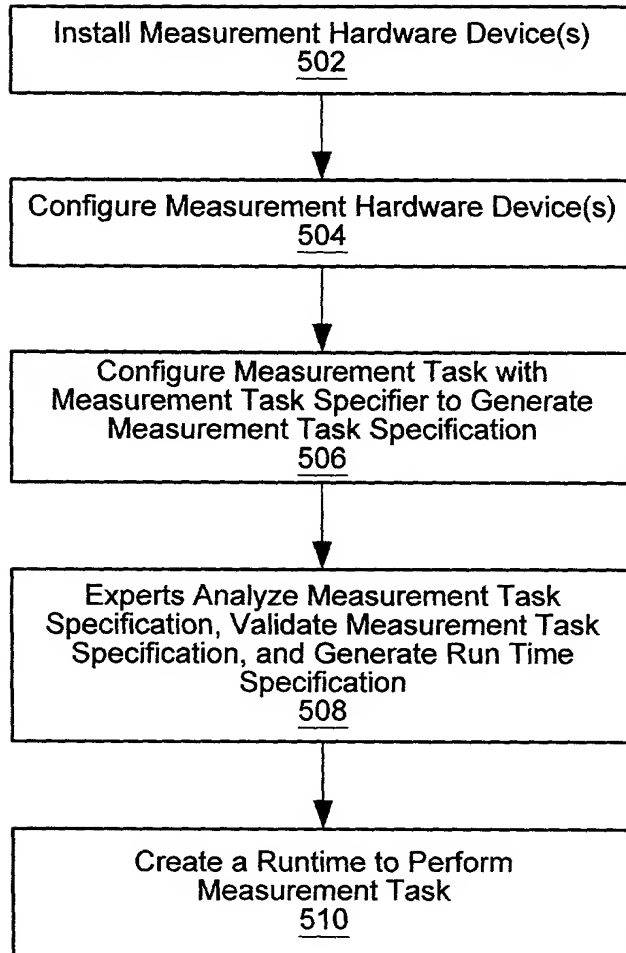 Install Measurement Hardware Device(s)
502
Configure Measurement Hardware Device(s)
504
Configure Measurement Task with
Measurement Task Specifier to Generate
Measurement Task Specification
506
Experts Analyze Measurement Task
Specification, Validate Measurement Task
Specification, and Generate Run Time
Specification
508
Create a Runtime to Perform
Measurement Task
510